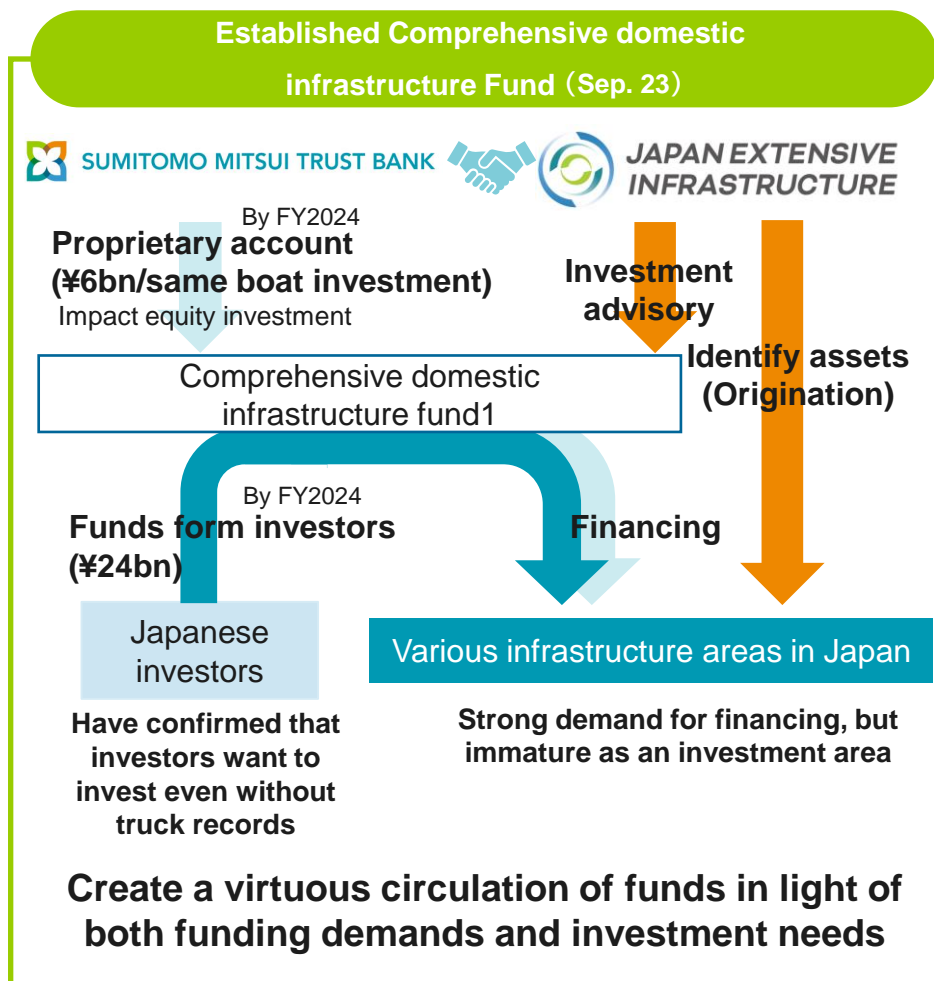 Established Comprehensive domestic
infrastructure Fund（Sep. 23）
SUMITOMO MITSUI TRUST BANK
JAPAN EXTENSIVE
INFRASTRUCTURE
By FY2024
Proprietary account
(¥6bn/same boat investment)
Impact equity investment
Investment
advisory
Identify assets
(Origination)
Comprehensive domestic
infrastructure fund1
By FY2024
Funds form investors
(¥24bn)
Financing
Japanese
investors
Various infrastructure areas in Japan
Have confirmed that
investors want to
invest even without
truck records
Strong demand for financing, but
immature as an investment area
Create a virtuous circulation of funds in light of
both funding demands and investment needs